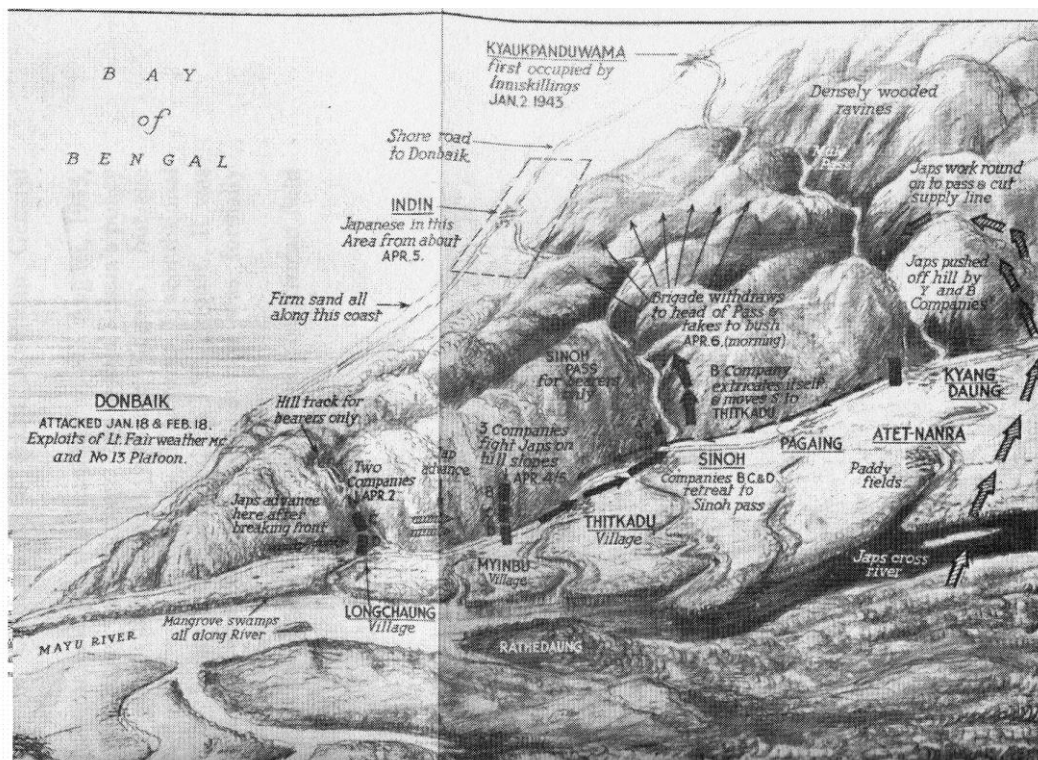 BAY
of
BENGAL
KYAUKPANDUWAMA
first occupied by
Inniskillings
JAN. 2. 1943
Densely wooded
ravines
Shore road
to Donbaik
Pass
Japs work round
on to pass & cut
supply line
INDIN
Japanese in this
Area from about
APR. 5.
Japs pushed
off hill by
Y and B
Companies
Firm sand all
along this coast
Brigade withdraws
to head of Pass &
takes to bush
APR. 6. (morning)
SINOH
PASS
for bearers
only
B Company
extricates itself
& moves S to
THITKADU
KYANG
DAUNG
DONBAIK
ATTACKED JAN. 18 & FEB. 18.
Exploits of Lt. Fairweather M.C.
and No 13 Platoon.
Hill track for
bearers only.
3 Companies
fight Japs on
hill slopes
APR. 4/5
Jap
advance
Two
Companies
APR. 2
PAGAING
ATET-NANRA
SINOH
companies B C & D
retreat to
Sinoh pass
Paddy
fields
Japs advance
here after
breaking front
B
THITKADU
Village
MYINBU
Village
Japs cross
River
LONGCHAUNG
Village
Mangrove swamps
all along River
MAYU RIVER
RATHEDAUNG